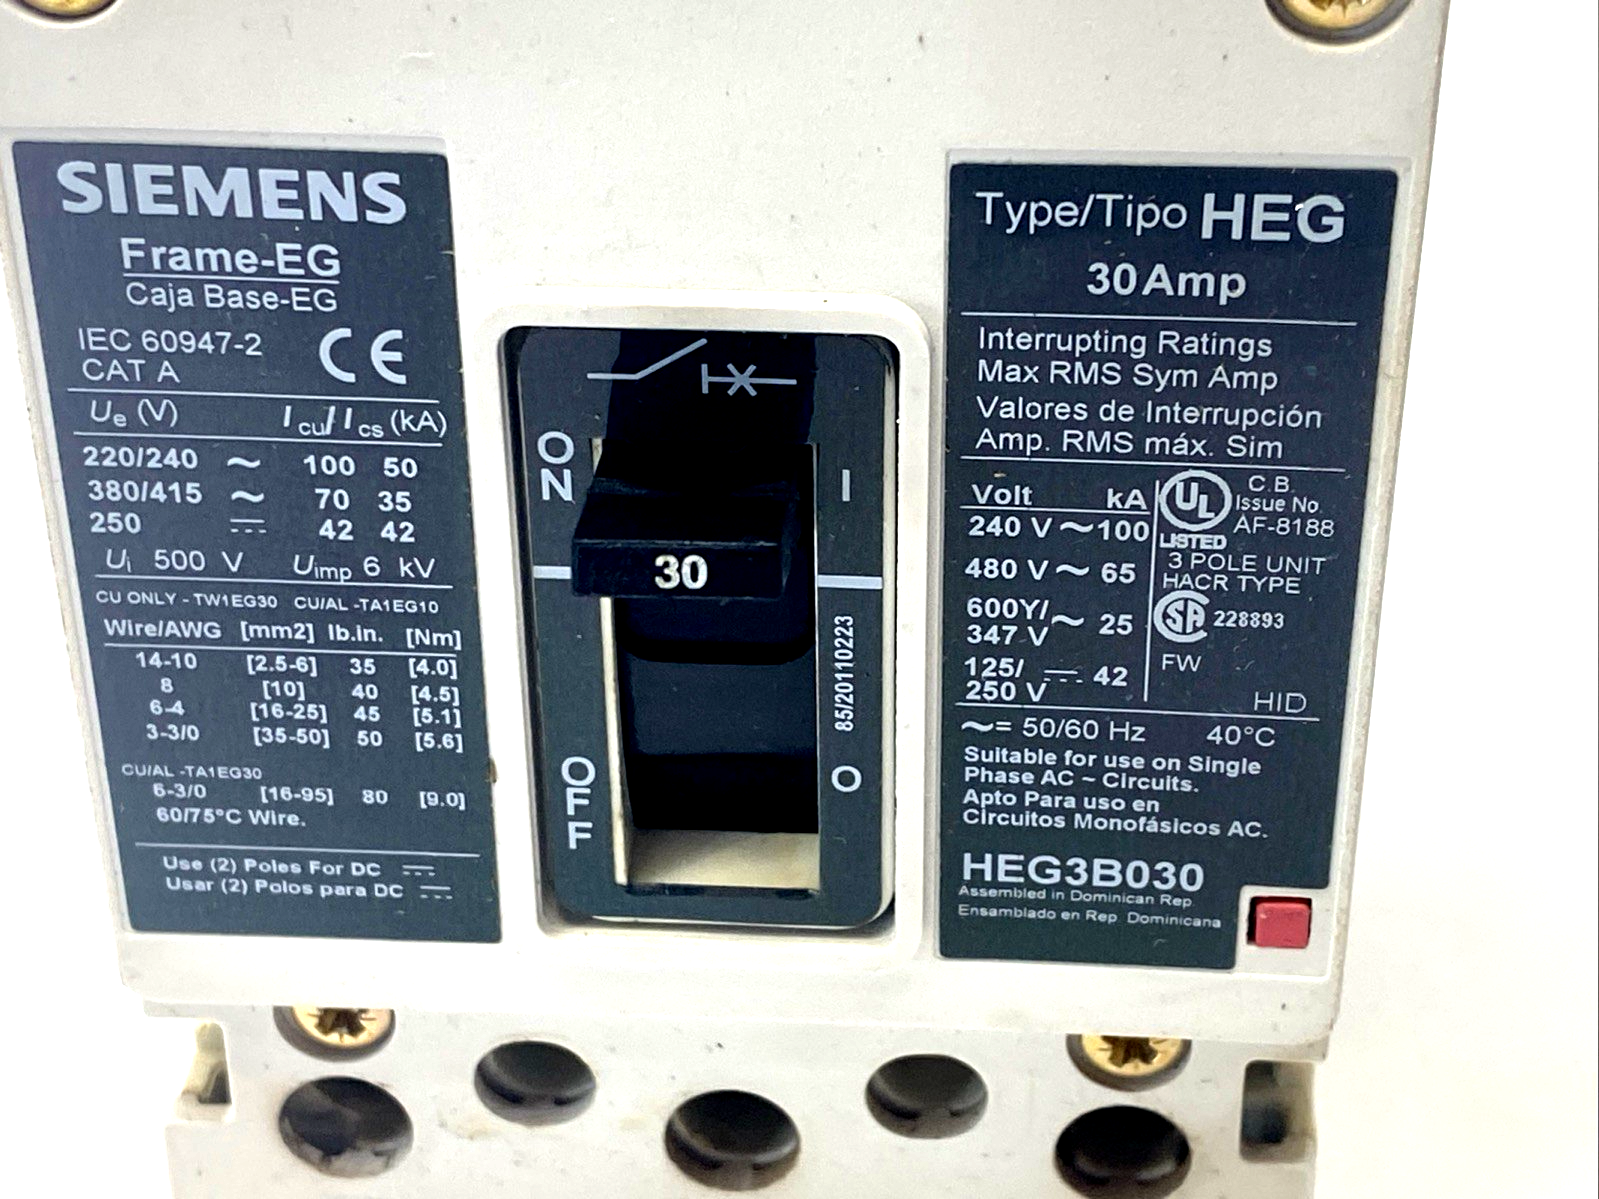 SIEMENS
Frame-EG
Caja Base-EG
IEC 60947-2
CAT A
CE
Ue (V) Icu/Ics (kA)
220/240 ~ 100 50
380/415 ~ 70 35
250 ⎓ 42 42
Ui 500 V Uimp 6 kV
CU ONLY - TW1EG30 CU/AL -TA1EG10
Wire/AWG [mm2] lb.in. [Nm]
14-10 [2.5-6] 35 [4.0]
8 [10] 40 [4.5]
6-4 [16-25] 45 [5.1]
3-3/0 [35-50] 50 [5.6]
CU/AL -TA1EG30
6-3/0 [16-95] 80 [9.0]
60/75°C Wire.
Use (2) Poles For DC ⎓
Usar (2) Polos para DC ⎓
ON
I
30
85/20110223
OFF
O
Type/Tipo HEG
30 Amp
Interrupting Ratings
Max RMS Sym Amp
Valores de Interrupción
Amp. RMS máx. Sim
Volt kA
240 V ~ 100
480 V ~ 65
600Y/
347 V ~ 25
125/
250 V ⎓ 42
UL
LISTED
C.B.
Issue No.
AF-8188
3 POLE UNIT
HACR TYPE
SA 228893
FW
HID
~= 50/60 Hz 40°C
Suitable for use on Single
Phase AC ~ Circuits.
Apto Para uso en
Circuitos Monofásicos AC.
HEG3B030
Assembled in Dominican Rep.
Ensamblado en Rep. Dominicana